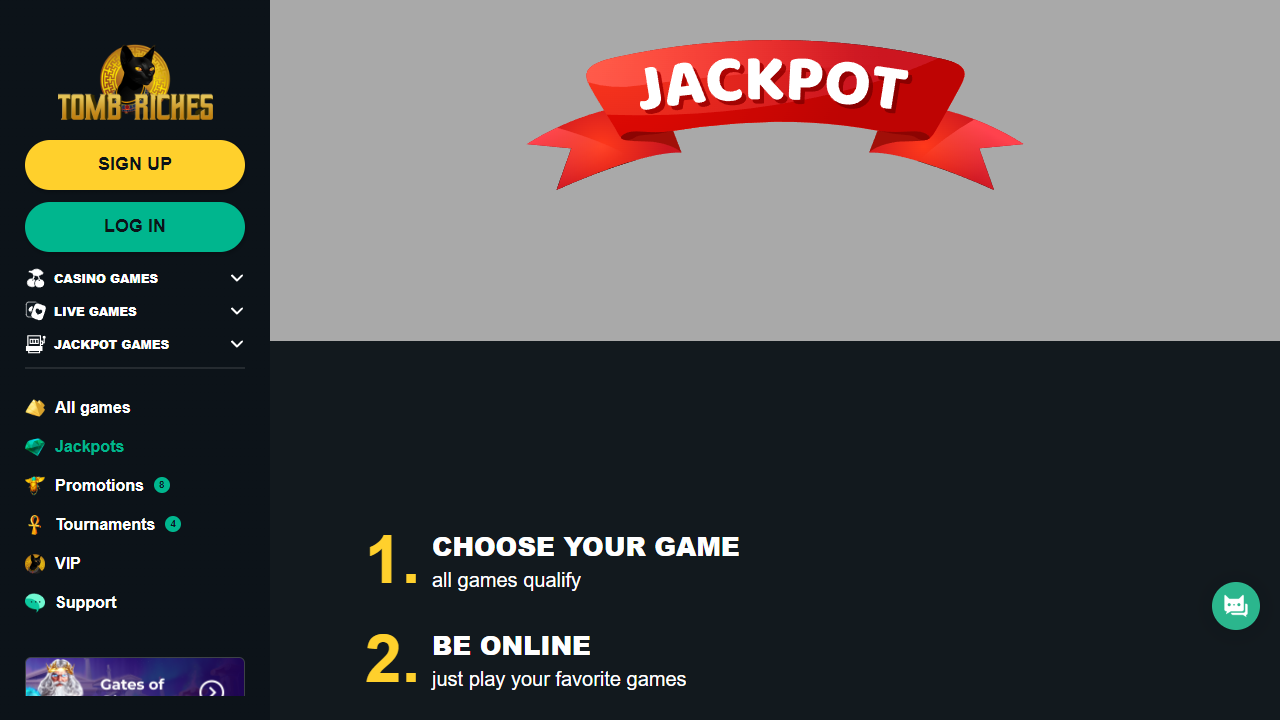 TOMB RICHES
SIGN UP
LOG IN
CASINO GAMES
LIVE GAMES
JACKPOT GAMES
All games
Jackpots
Promotions 8
Tournaments 4
VIP
Support
Gates of
JACKPOT
1. CHOOSE YOUR GAME
all games qualify
2. BE ONLINE
just play your favorite games